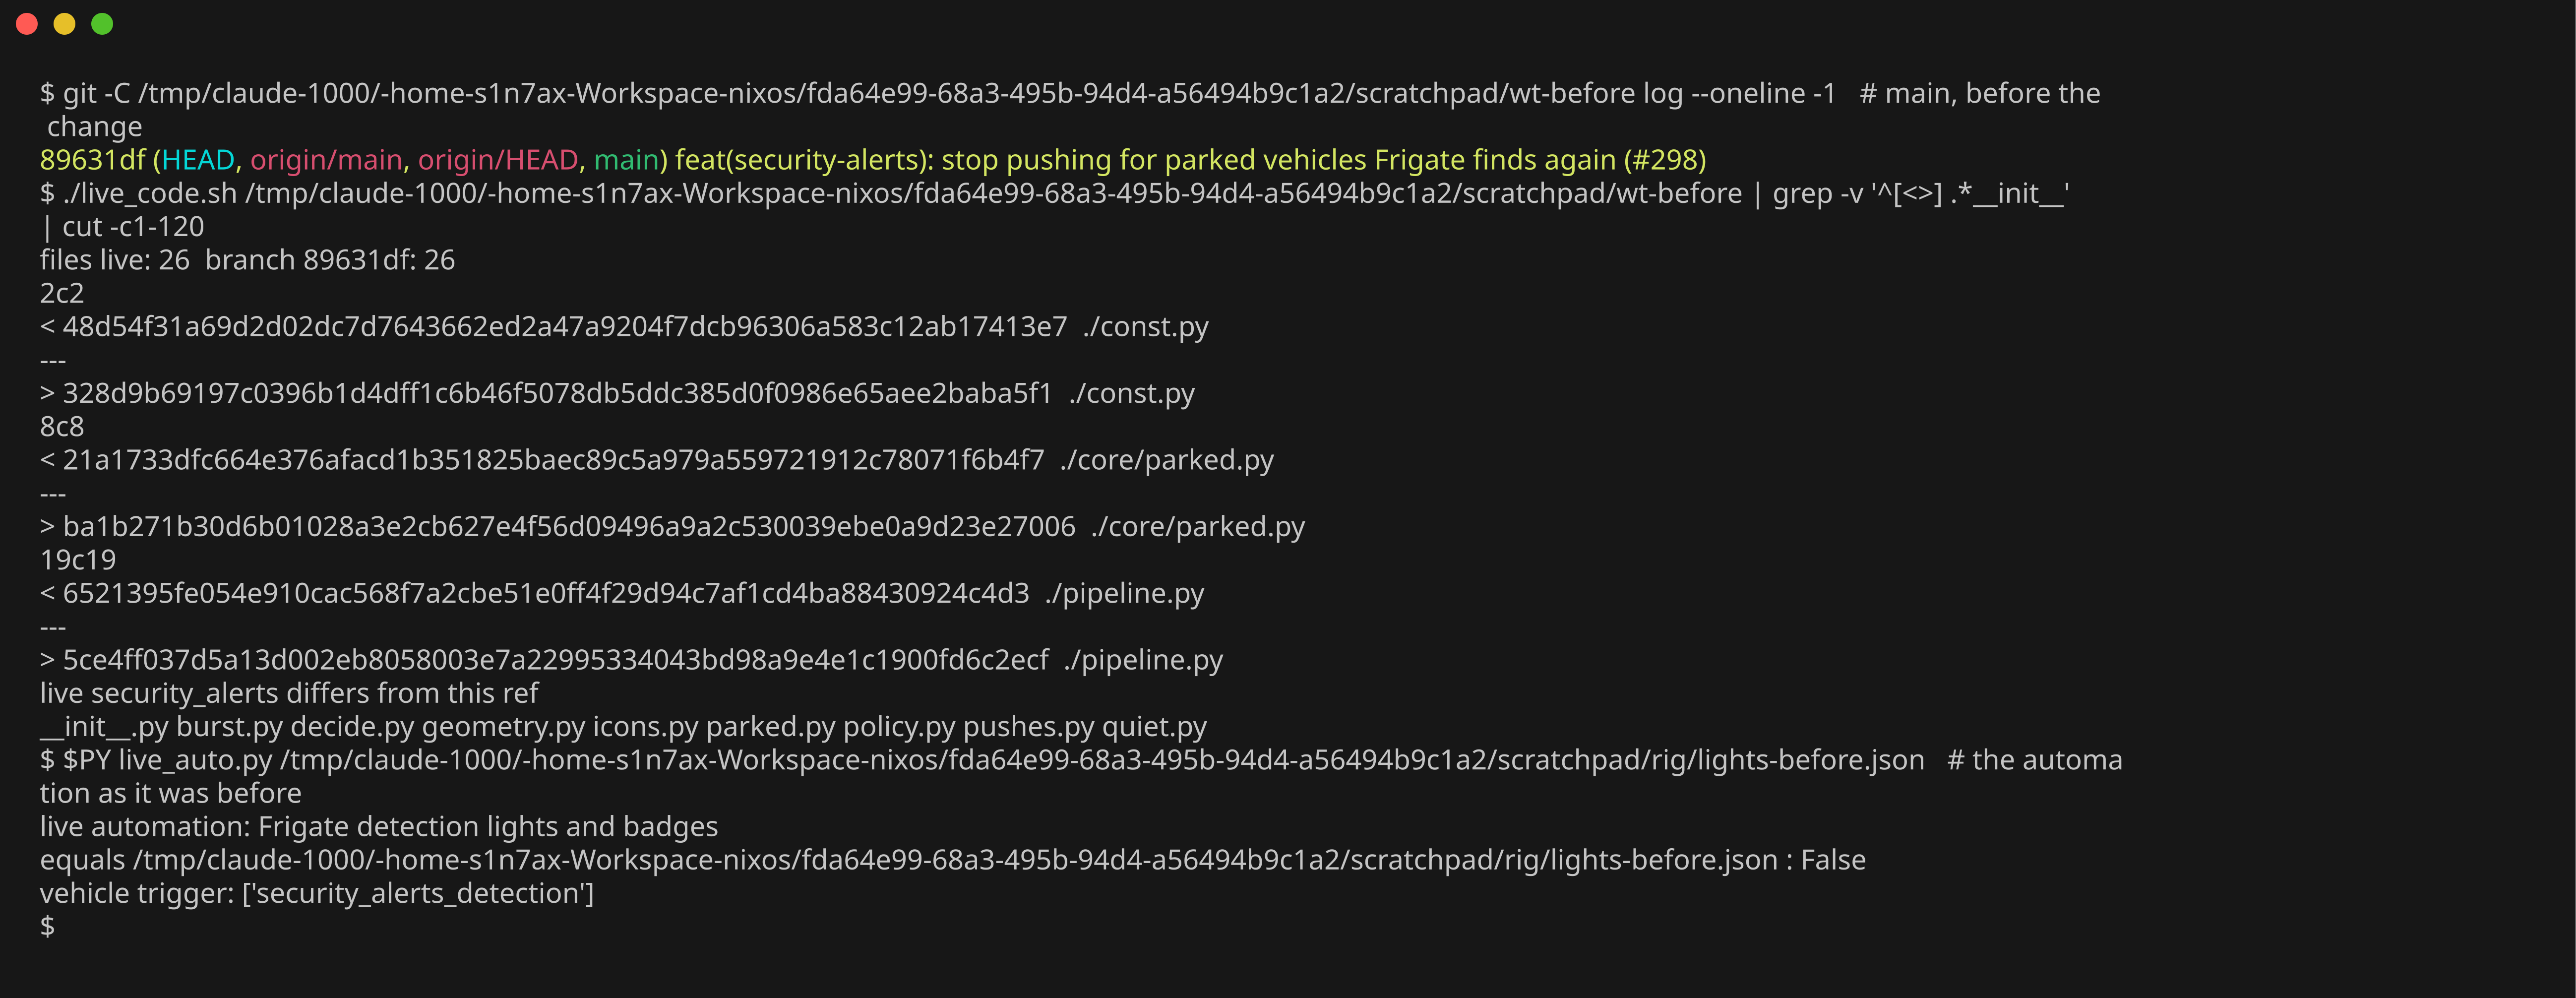 $ git -C /tmp/claude-1000/-home-s1n7ax-Workspace-nixos/fda64e99-68a3-495b-94d4-a56494b9c1a2/scratchpad/wt-before log --oneline -1   # main, before the
 change
89631df (HEAD, origin/main, origin/HEAD, main) feat(security-alerts): stop pushing for parked vehicles Frigate finds again (#298)
$ ./live_code.sh /tmp/claude-1000/-home-s1n7ax-Workspace-nixos/fda64e99-68a3-495b-94d4-a56494b9c1a2/scratchpad/wt-before | grep -v '^[<>] .*__init__'
| cut -c1-120
files live: 26  branch 89631df: 26
2c2
< 48d54f31a69d2d02dc7d7643662ed2a47a9204f7dcb96306a583c12ab17413e7  ./const.py
---
> 328d9b69197c0396b1d4dff1c6b46f5078db5ddc385d0f0986e65aee2baba5f1  ./const.py
8c8
< 21a1733dfc664e376afacd1b351825baec89c5a979a559721912c78071f6b4f7  ./core/parked.py
---
> ba1b271b30d6b01028a3e2cb627e4f56d09496a9a2c530039ebe0a9d23e27006  ./core/parked.py
19c19
< 6521395fe054e910cac568f7a2cbe51e0ff4f29d94c7af1cd4ba88430924c4d3  ./pipeline.py
---
> 5ce4ff037d5a13d002eb8058003e7a22995334043bd98a9e4e1c1900fd6c2ecf  ./pipeline.py
live security_alerts differs from this ref
__init__.py burst.py decide.py geometry.py icons.py parked.py policy.py pushes.py quiet.py
$ $PY live_auto.py /tmp/claude-1000/-home-s1n7ax-Workspace-nixos/fda64e99-68a3-495b-94d4-a56494b9c1a2/scratchpad/rig/lights-before.json   # the automa
tion as it was before
live automation: Frigate detection lights and badges
equals /tmp/claude-1000/-home-s1n7ax-Workspace-nixos/fda64e99-68a3-495b-94d4-a56494b9c1a2/scratchpad/rig/lights-before.json : False
vehicle trigger: ['security_alerts_detection']
$